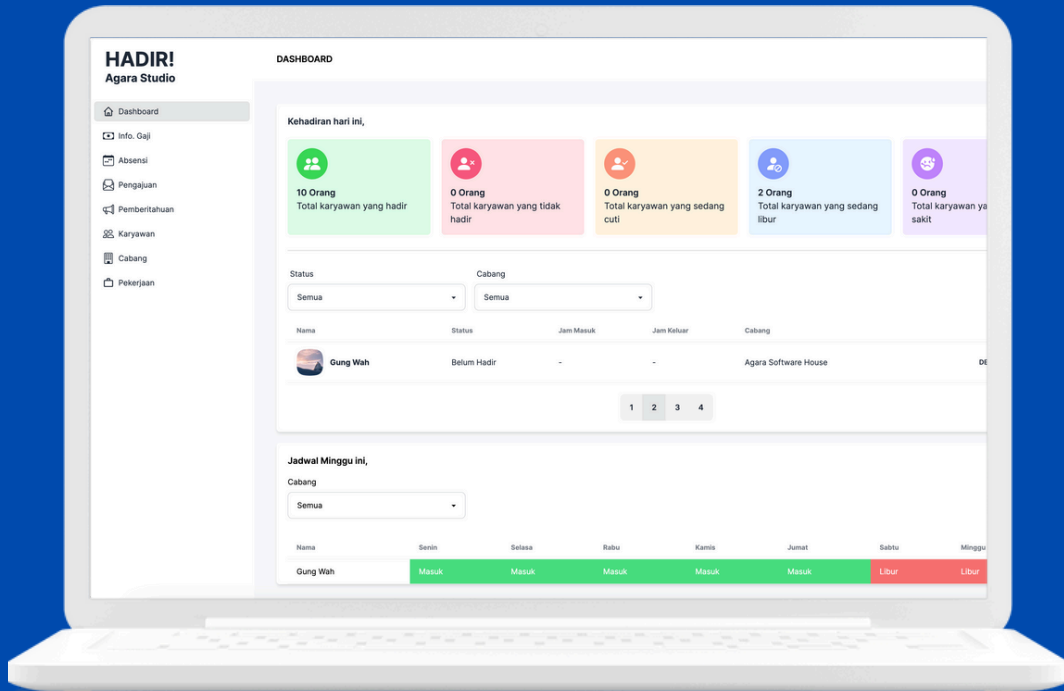 HADIR!
Agara Studio
Dashboard
Info. Gaji
Absensi
Pengajuan
Pemberitahuan
Karyawan
Cabang
Pekerjaan
DASHBOARD
Kehadiran hari ini,
10 Orang
Total karyawan yang hadir
0 Orang
Total karyawan yang tidak
hadir
0 Orang
Total karyawan yang sedang
cuti
2 Orang
Total karyawan yang sedang
libur
0 Orang
Total karyawan ya
sakit
Status Cabang
Semua Semua
Nama Status Jam Masuk Jam Keluar Cabang
Gung Wah Belum Hadir - - Agara Software House DE
1 2 3 4
Jadwal Minggu ini,
Cabang
Semua
Nama Senin Selasa Rabu Kamis Jumat Sabtu Minggu
Gung Wah Masuk Masuk Masuk Masuk Masuk Libur Libur